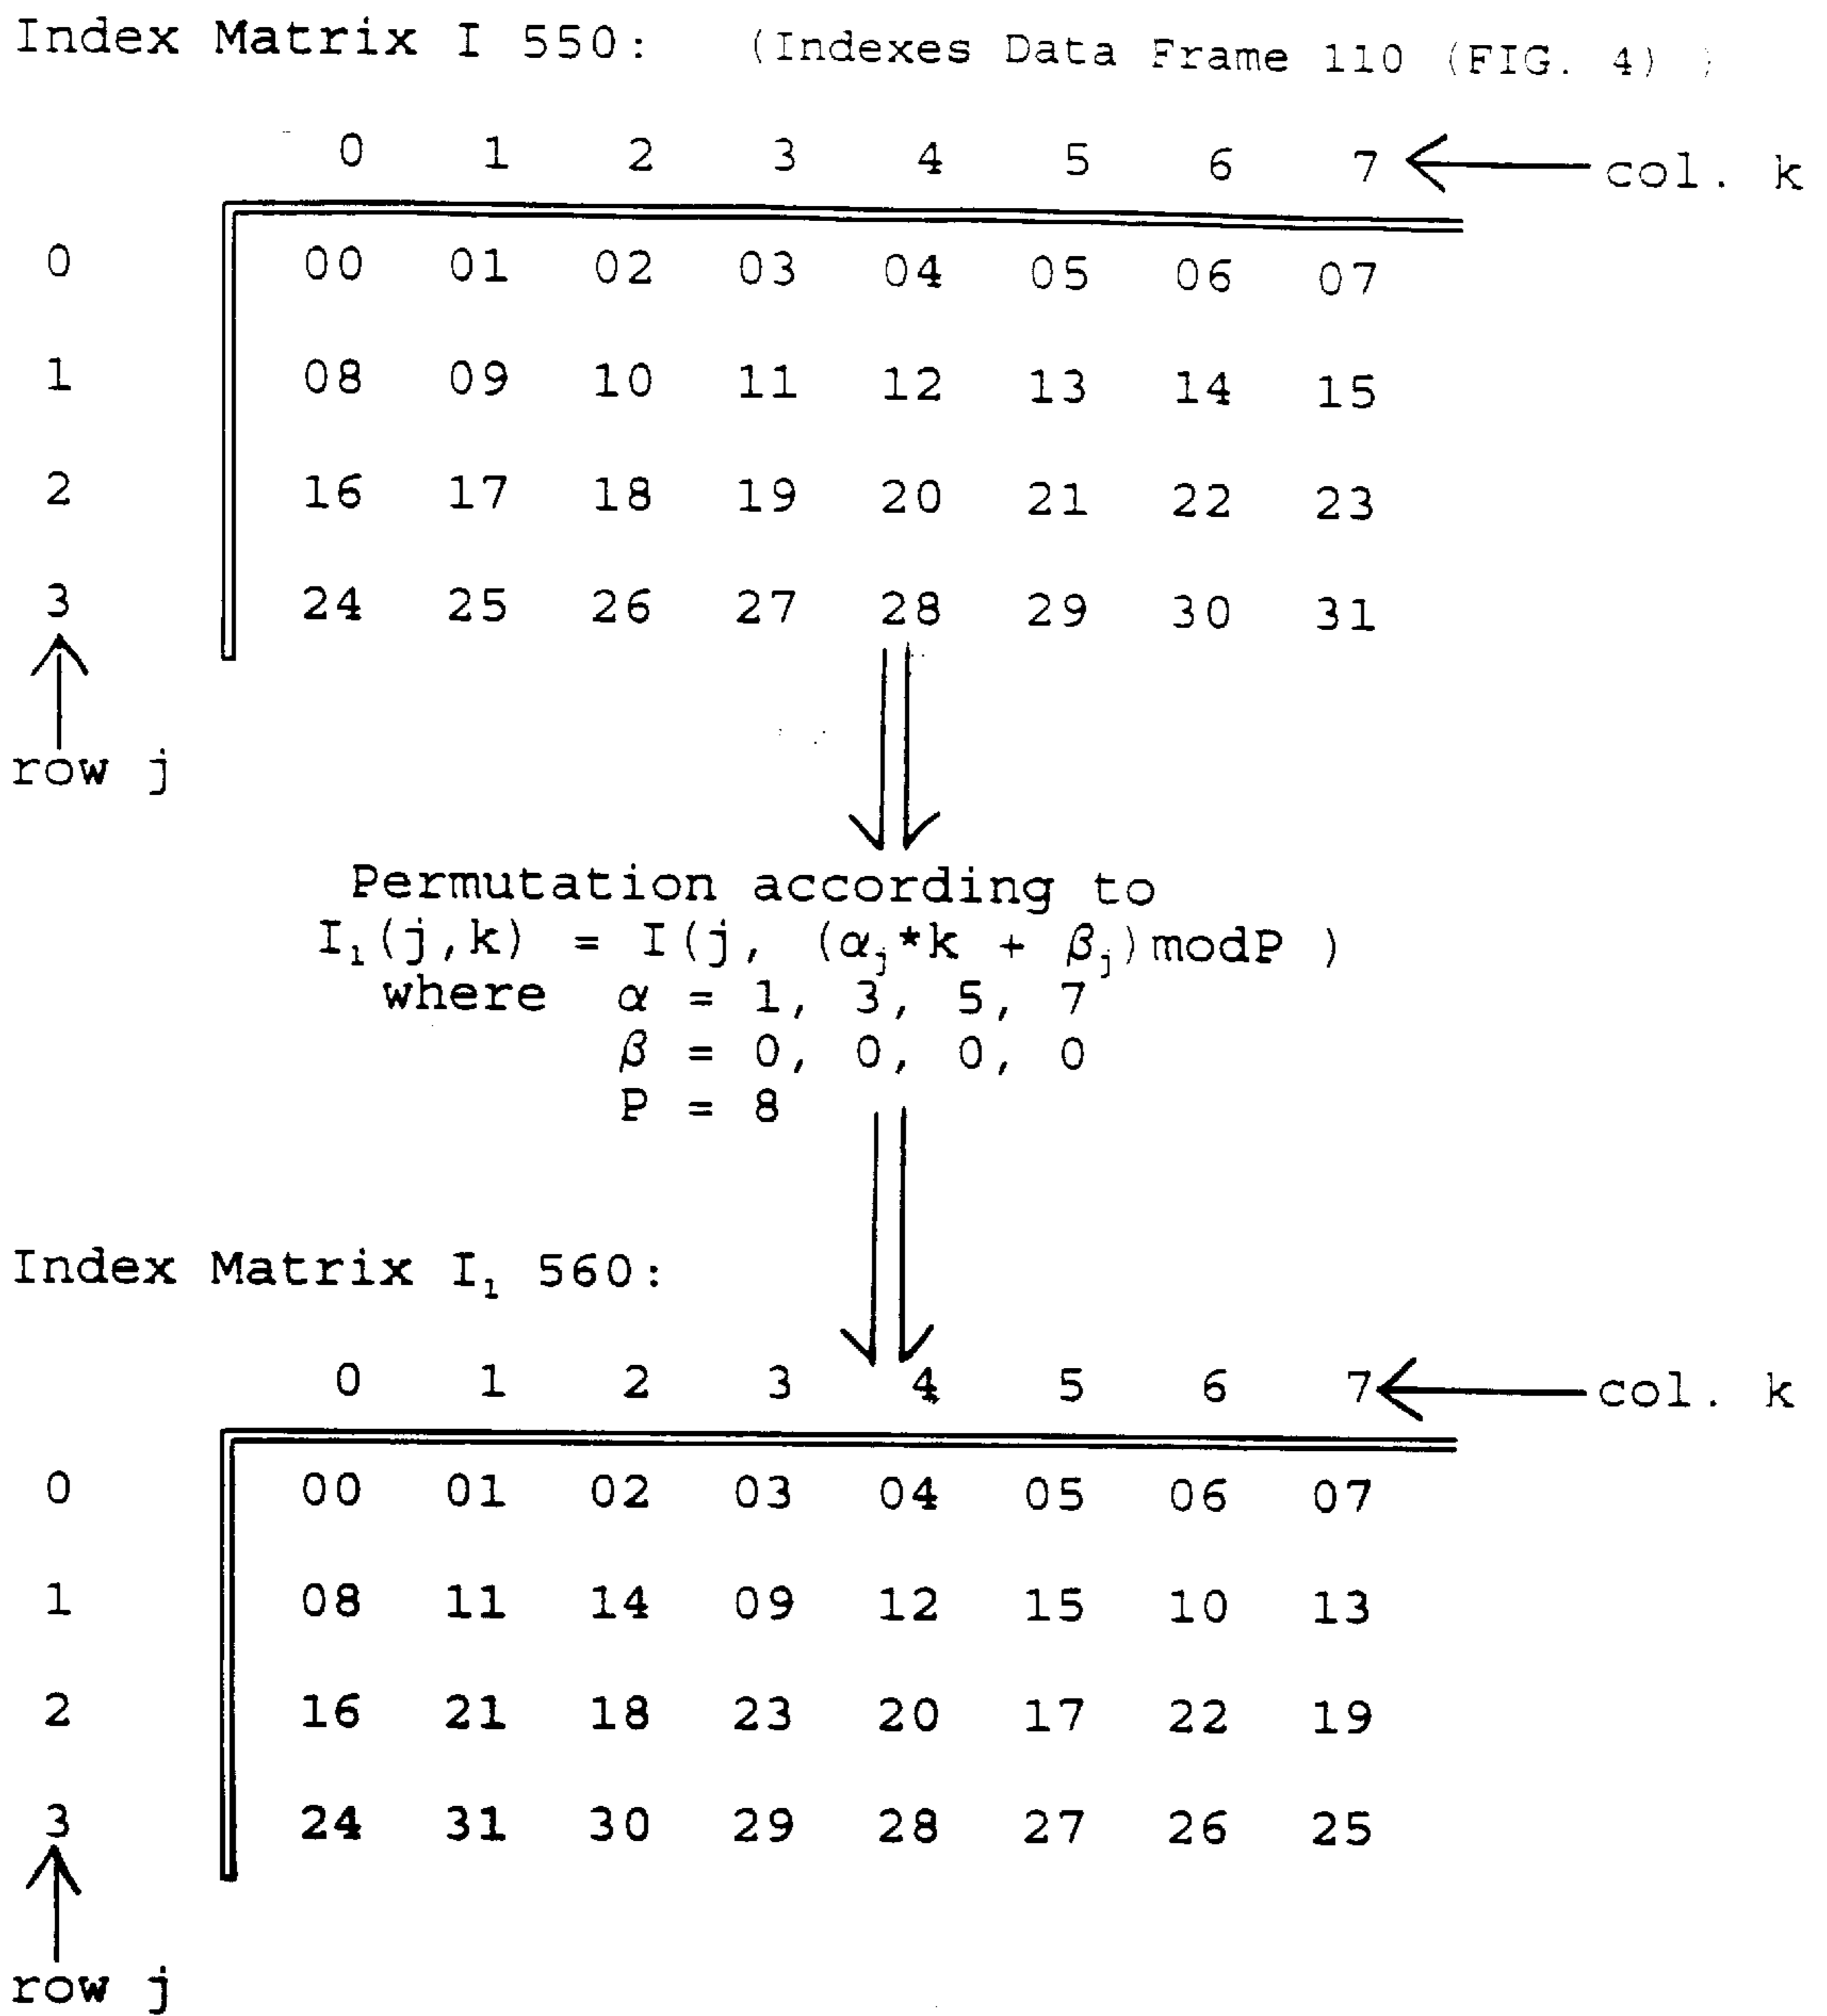 Index Matrix I 550: (Indexes Data Frame 110 (FIG. 4) )
0 1 2 3 4 5 6 7 col. k
0 00 01 02 03 04 05 06 07
1 08 09 10 11 12 13 14 15
2 16 17 18 19 20 21 22 23
3 24 25 26 27 28 29 30 31
row j
Permutation according to
I₁(j,k) = I(j, (αⱼ*k + βⱼ)modP )
where α = 1, 3, 5, 7
β = 0, 0, 0, 0
P = 8
Index Matrix I₁ 560:
0 1 2 3 4 5 6 7 col. k
0 00 01 02 03 04 05 06 07
1 08 11 14 09 12 15 10 13
2 16 21 18 23 20 17 22 19
3 24 31 30 29 28 27 26 25
row j